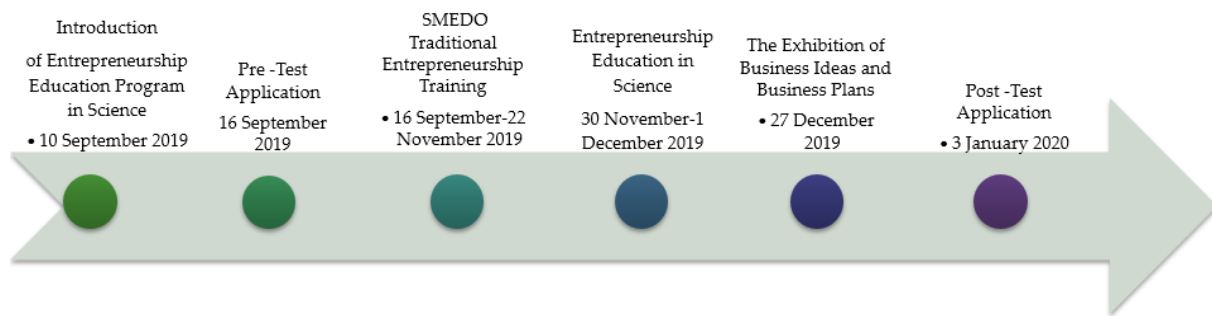 Introduction
of Entrepreneurship
Education Program
in Science
• 10 September 2019
Pre -Test
Application
16 September
2019
SMEDO
Traditional
Entrepreneurship
Training
• 16 September-22
November 2019
Entrepreneurship
Education in
Science
30 November-1
December 2019
The Exhibition of
Business Ideas and
Business Plans
• 27 December
2019
Post -Test
Application
• 3 January 2020